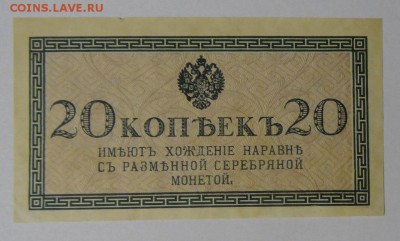 COINS.LAVE.RU
20 КОПѢЕКЪ 20
ИМѢЮТЪ ХОЖДЕНІЕ НАРАВНѢ
СЪ РАЗМѢННОЙ СЕРЕБРЯНОЙ
МОНЕТОЙ.